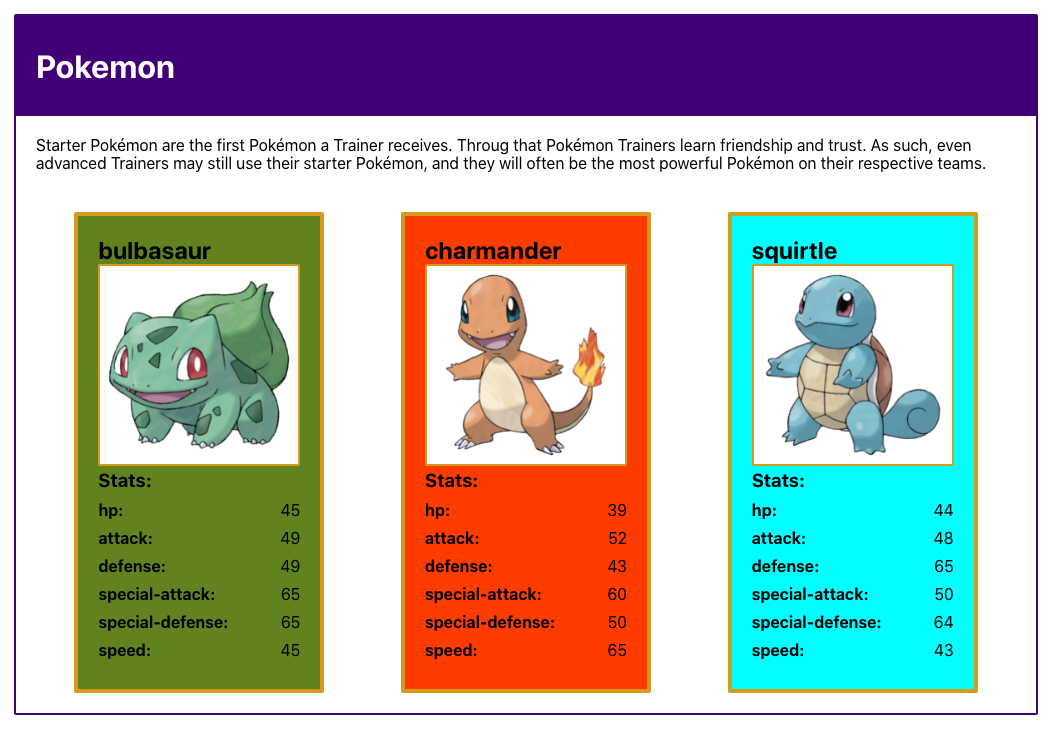 Pokemon
Starter Pokémon are the first Pokémon a Trainer receives. Throug that Pokémon Trainers learn friendship and trust. As such, even
advanced Trainers may still use their starter Pokémon, and they will often be the most powerful Pokémon on their respective teams.
bulbasaur
Stats:
hp: 45
attack: 49
defense: 49
special-attack: 65
special-defense: 65
speed: 45
charmander
Stats:
hp: 39
attack: 52
defense: 43
special-attack: 60
special-defense: 50
speed: 65
squirtle
Stats:
hp: 44
attack: 48
defense: 65
special-attack: 50
special-defense: 64
speed: 43